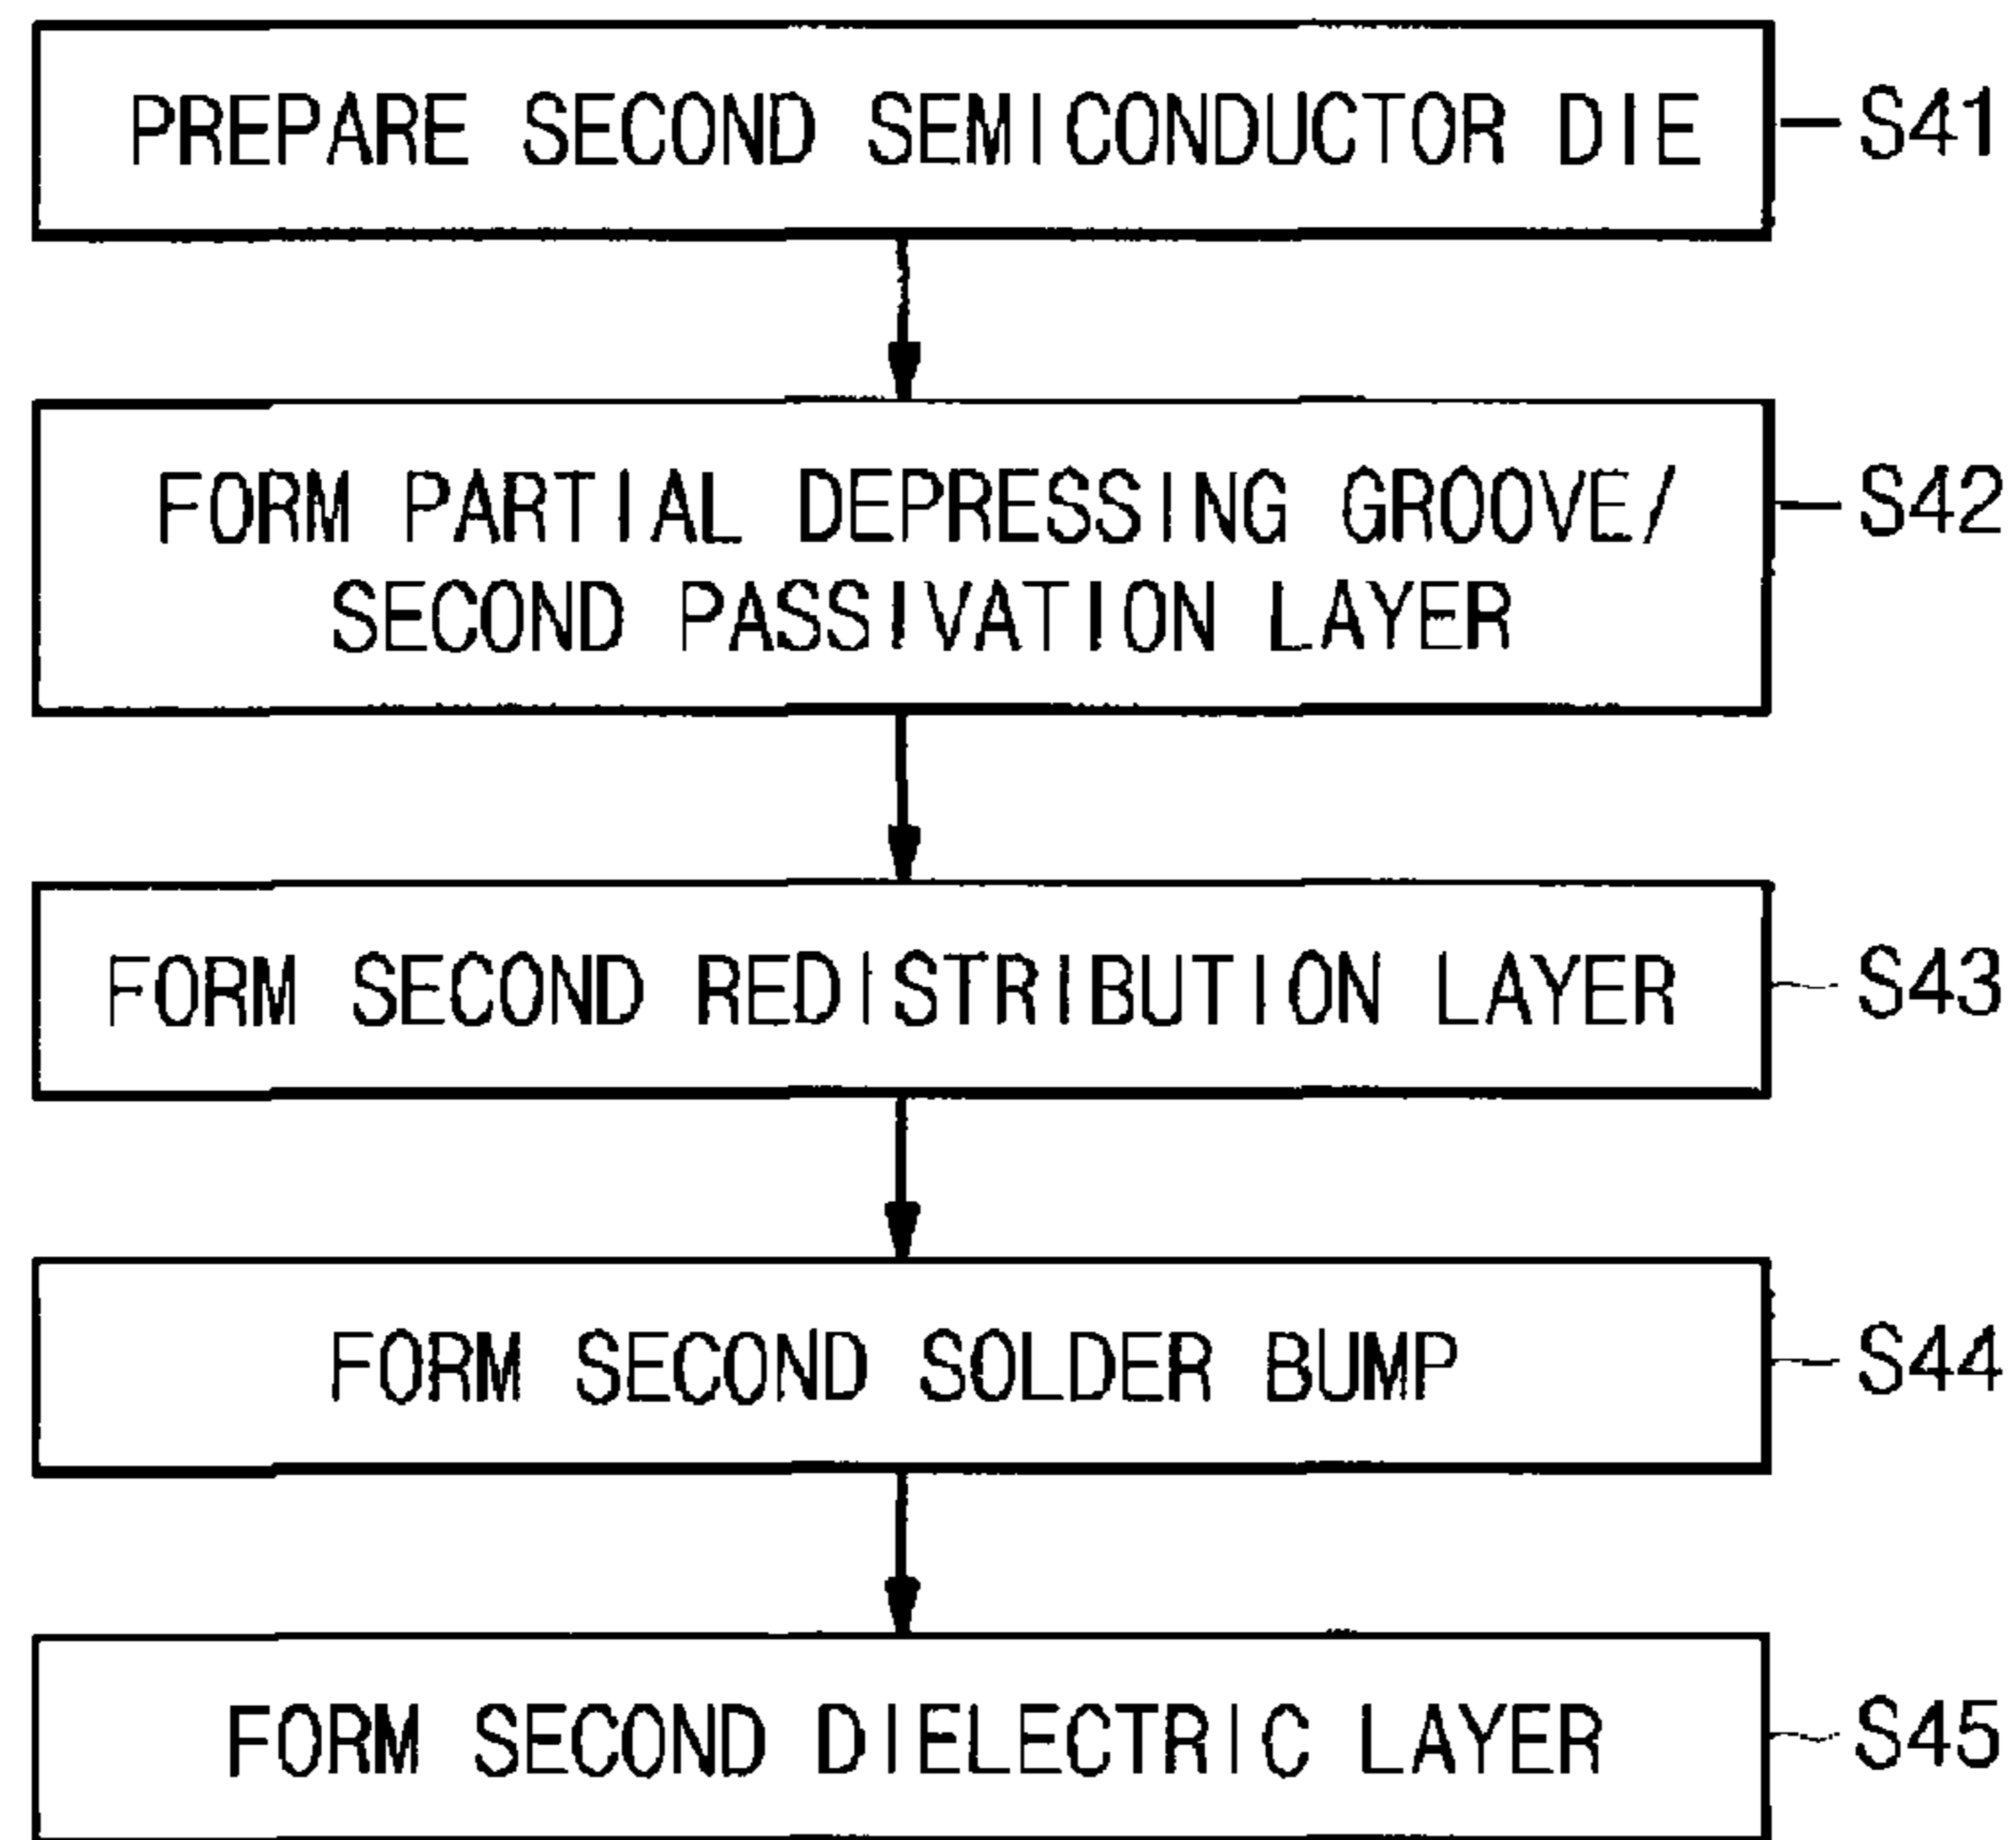 PREPARE SECOND SEMICONDUCTOR DIE
S41
FORM PARTIAL DEPRESSING GROOVE/
SECOND PASSIVATION LAYER
S42
FORM SECOND REDISTRIBUTION LAYER
S43
FORM SECOND SOLDER BUMP
S44
FORM SECOND DIELECTRIC LAYER
S45